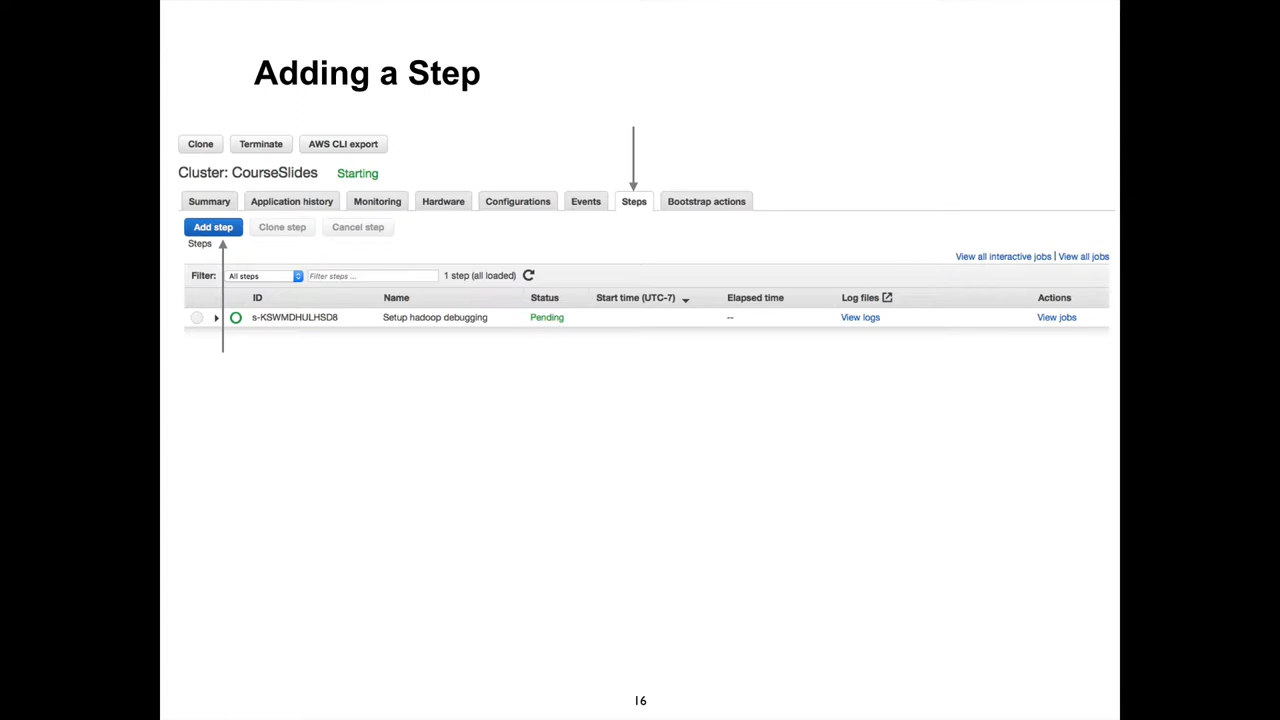 Adding a Step
Clone Terminate AWS CLI export
Cluster: CourseSlides Starting
Summary Application history Monitoring Hardware Configurations Events Steps Bootstrap actions
Add step Clone step Cancel step
Steps
View all interactive jobs | View all jobs
Filter: All steps Filter steps ... 1 step (all loaded)
ID Name Status Start time (UTC-7) Elapsed time Log files Actions
s-KSWMDHULHSD8 Setup hadoop debugging Pending -- View logs View jobs
16